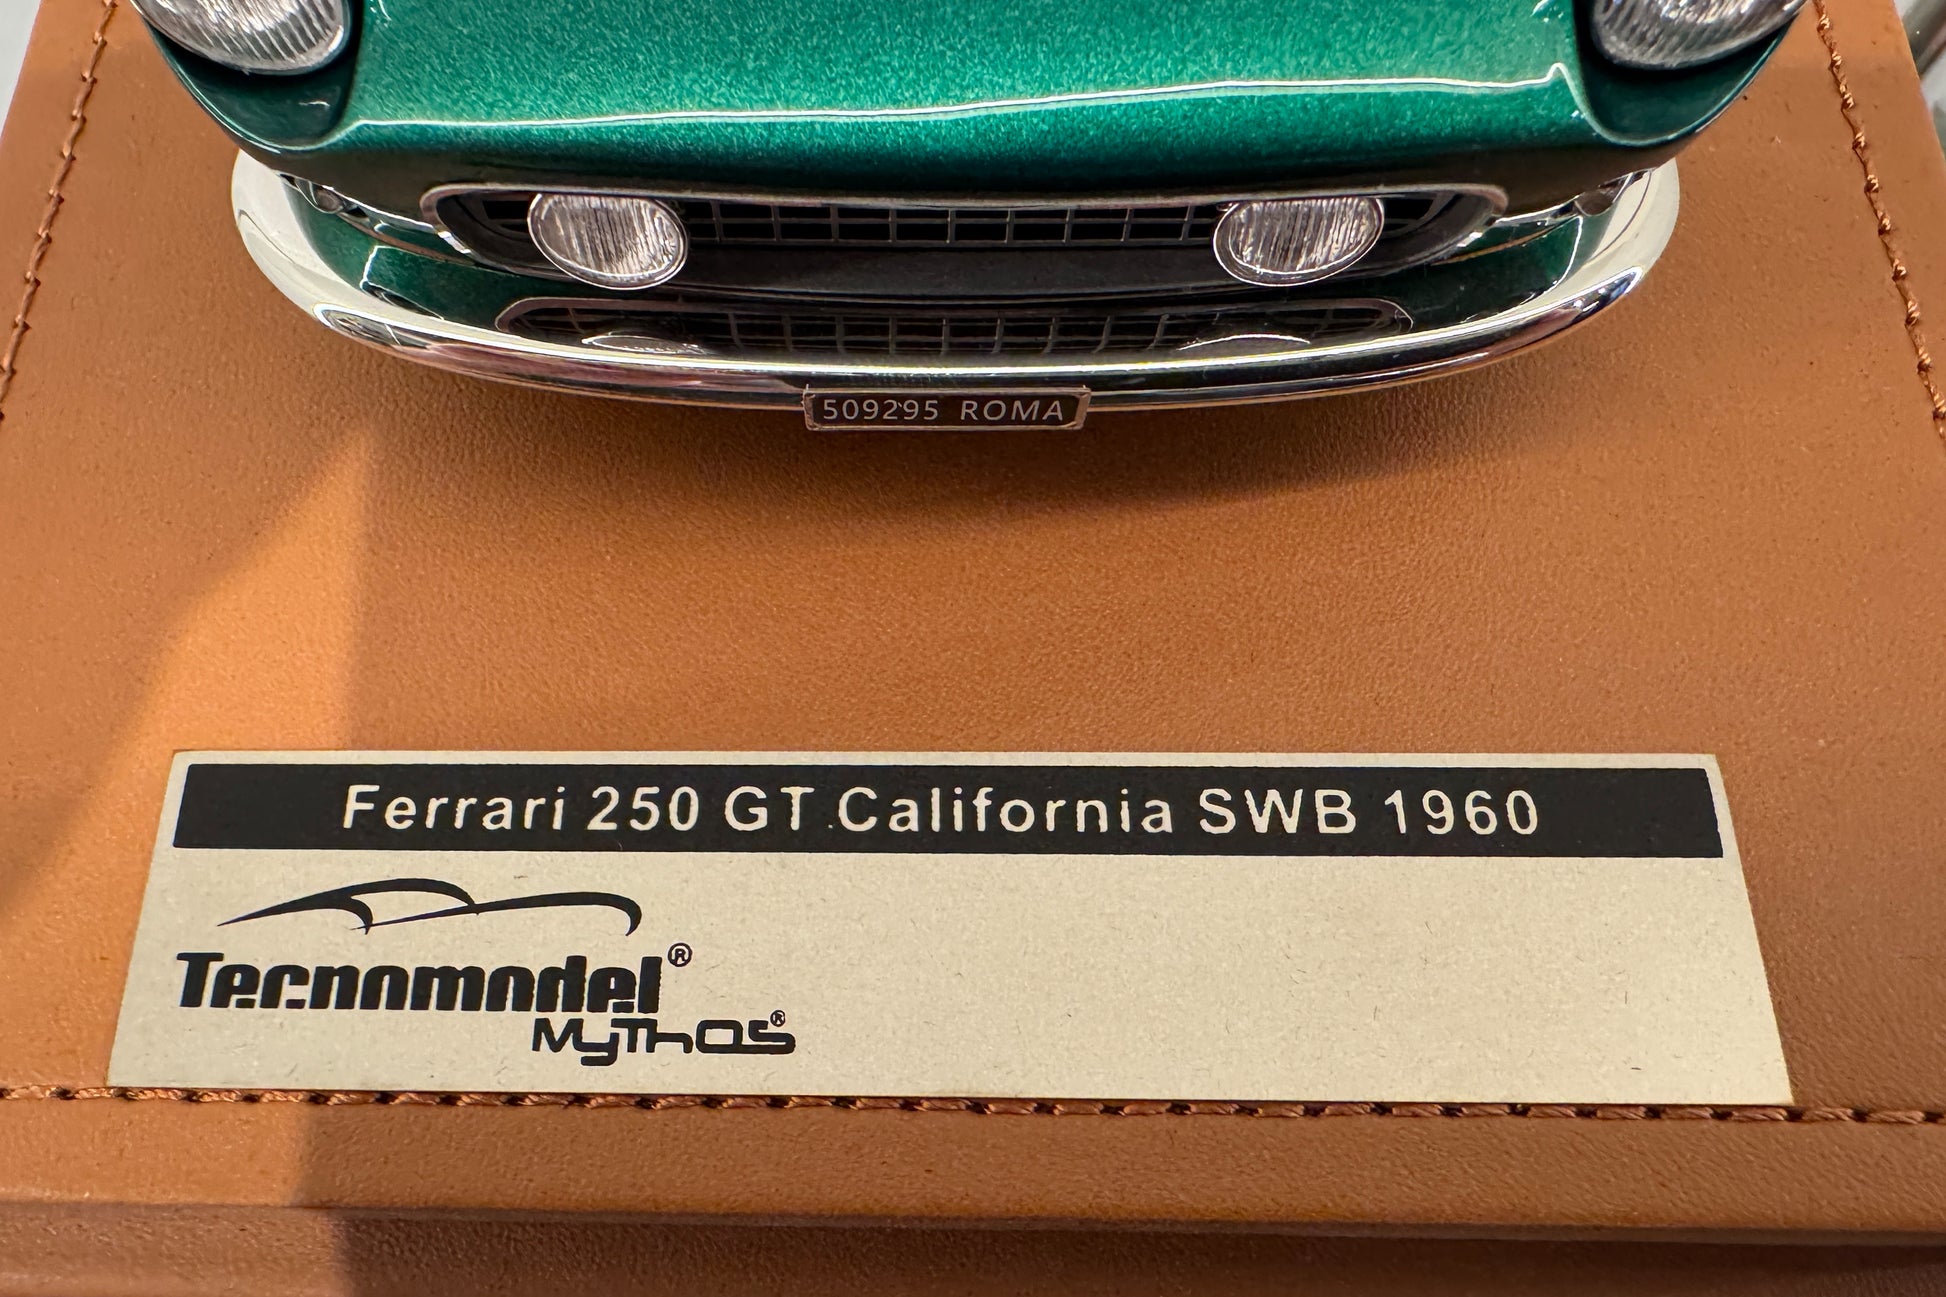 509295 ROMA
Ferrari 250 GT California SWB 1960
Tecnomodel®
Mythos®